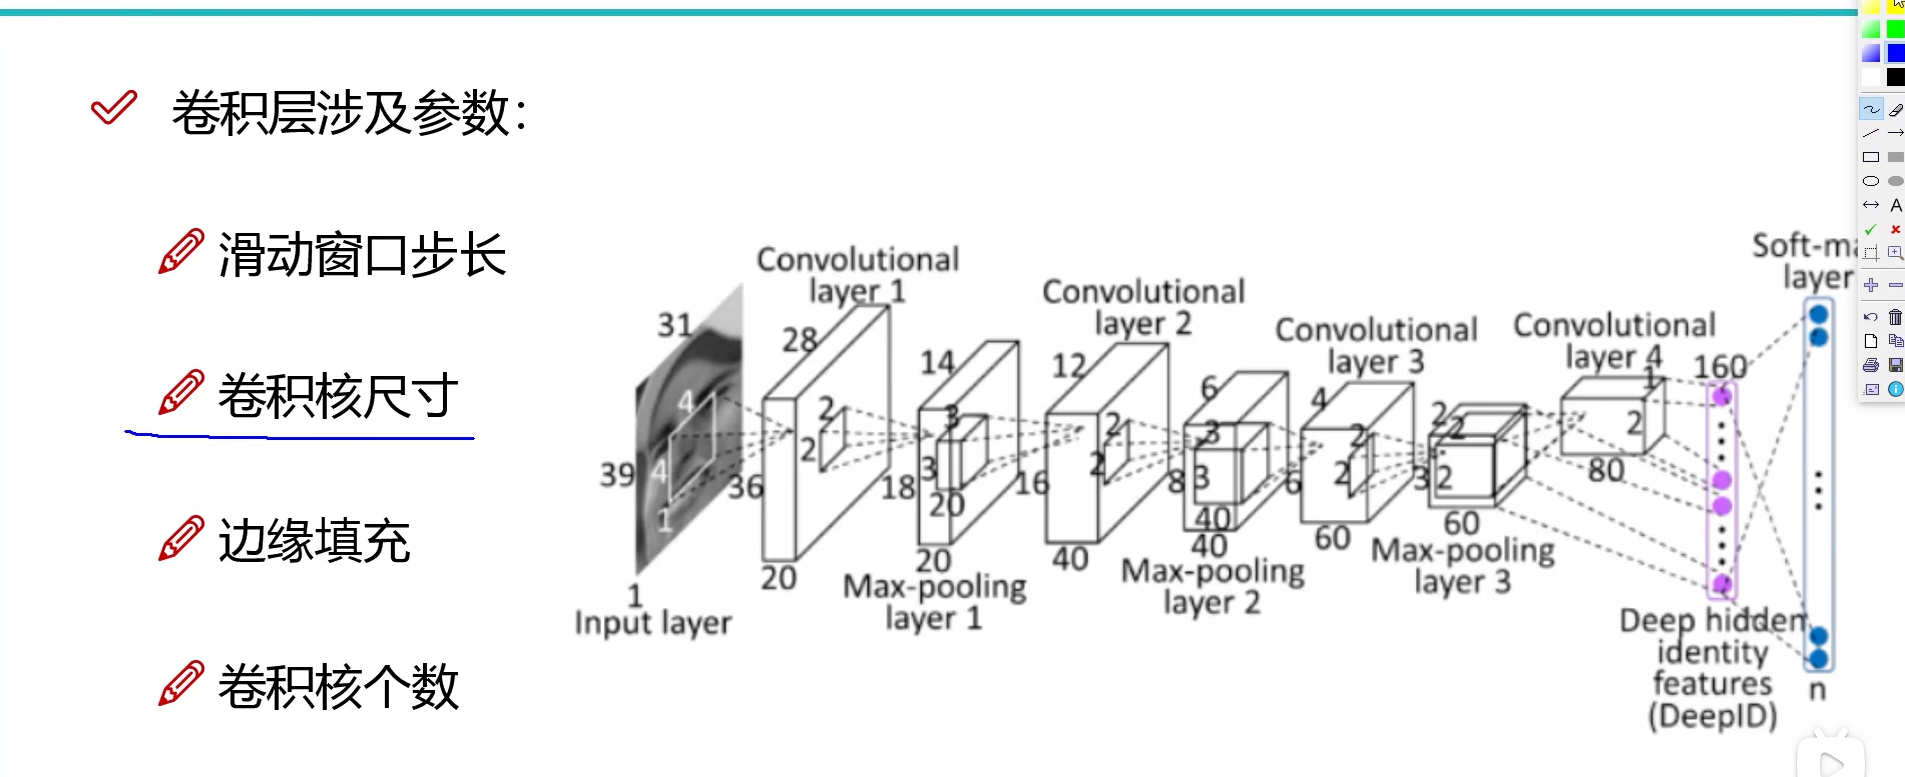 卷积层涉及参数：
滑动窗口步长
卷积核尺寸
边缘填充
卷积核个数
Convolutional
layer 1
Convolutional
layer 2
Convolutional
layer 3
Convolutional
layer 4
Soft-ma
layer
31
39
4
4
1
1
Input layer
28
36
2
2
20
14
18
3
3
20
20
Max-pooling
layer 1
12
16
2
2
40
6
8
3
3
40
40
Max-pooling
layer 2
4
6
2
2
60
2
3
2
2
60
Max-pooling
layer 3
1
2
80
160
Deep hidden
identity
features
(DeepID)
n
A